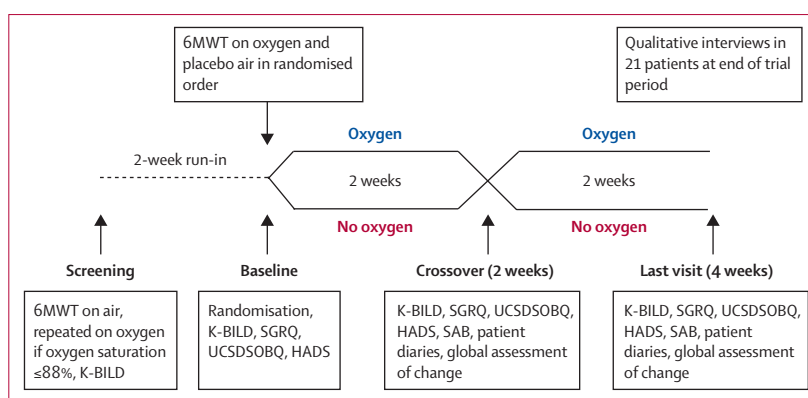 6MWT on oxygen and
placebo air in randomised
order
Qualitative interviews in
21 patients at end of trial
period
2-week run-in
Oxygen
2 weeks
No oxygen
Oxygen
2 weeks
No oxygen
Screening
6MWT on air,
repeated on oxygen
if oxygen saturation
≤88%, K-BILD
Baseline
Randomisation,
K-BILD, SGRQ,
UCSDSOBQ, HADS
Crossover (2 weeks)
K-BILD, SGRQ, UCSDSOBQ,
HADS, SAB, patient
diaries, global assessment
of change
Last visit (4 weeks)
K-BILD, SGRQ, UCSDSOBQ,
HADS, SAB, patient
diaries, global assessment
of change